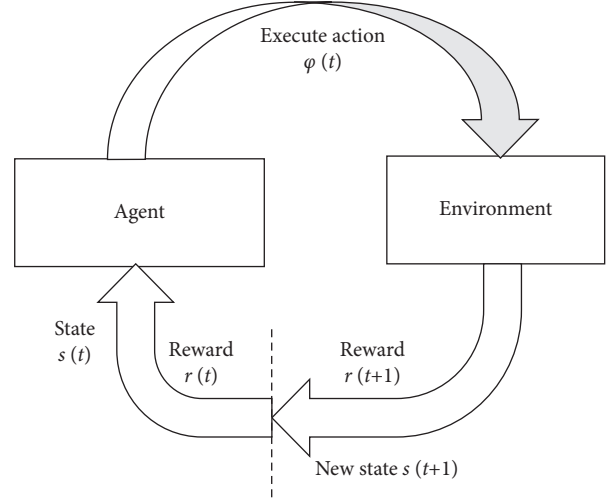 Execute action
φ (t)
Agent
Environment
State
s (t)
Reward
r (t)
Reward
r (t+1)
New state s (t+1)